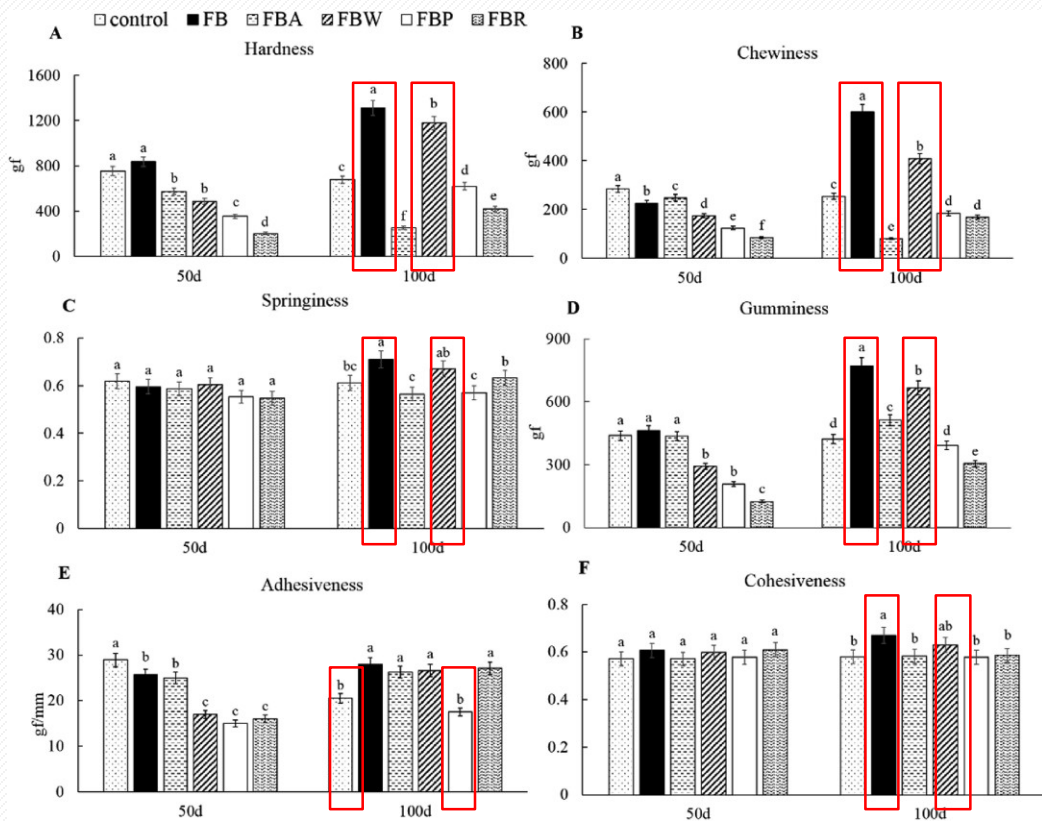 control FB FBA FBW FBP FBR
A
Hardness
1600
1200
800
400
0
gf
a a b b c d
c a f b d e
50d 100d
B
Chewiness
800
600
400
200
0
gf
a b c d e f
c a e b d d
50d 100d
C
Springiness
0.8
0.6
0.4
0.2
0
a a a a a a
bc a c ab c b
50d 100d
D
Gumminess
900
600
300
0
gf
a a a b b c
d a c b d e
50d 100d
E
Adhesiveness
40
30
20
10
0
gf/mm
a b b c c c
b a a a b a
50d 100d
F
Cohesiveness
0.8
0.6
0.4
0.2
0
a a a a a a
b a b ab b b
50d 100d